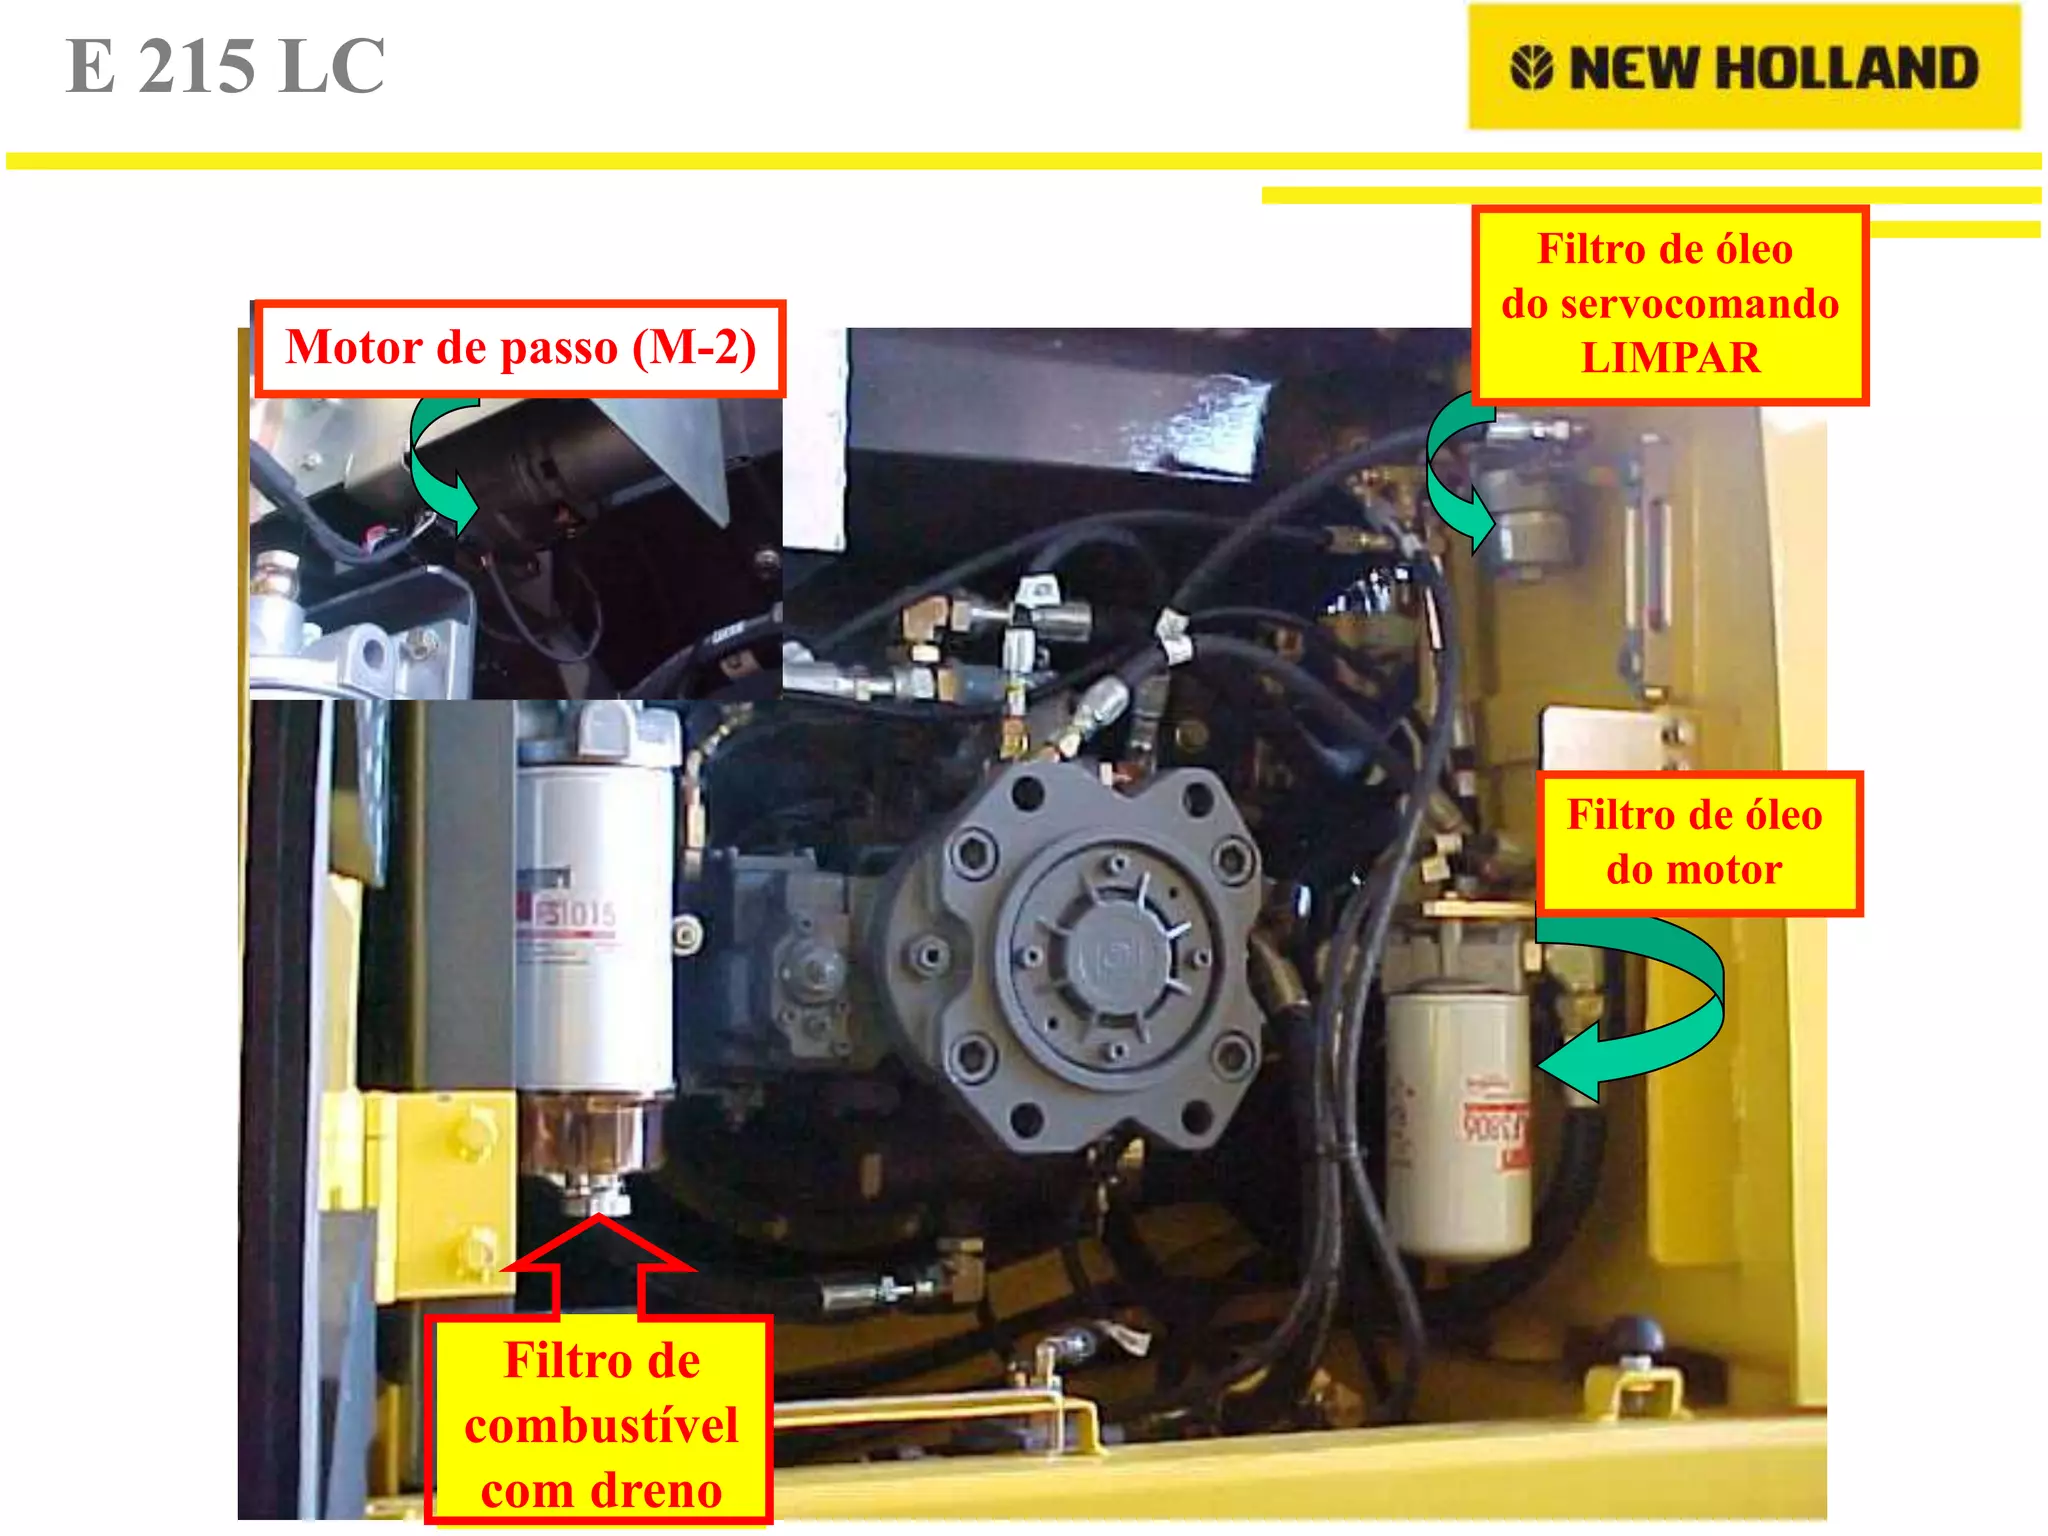 E 215 LC
NEW HOLLAND
Filtro de óleo
do servocomando
LIMPAR
Motor de passo (M-2)
Filtro de óleo
do motor
FS1015
Filtro de
combustível
com dreno